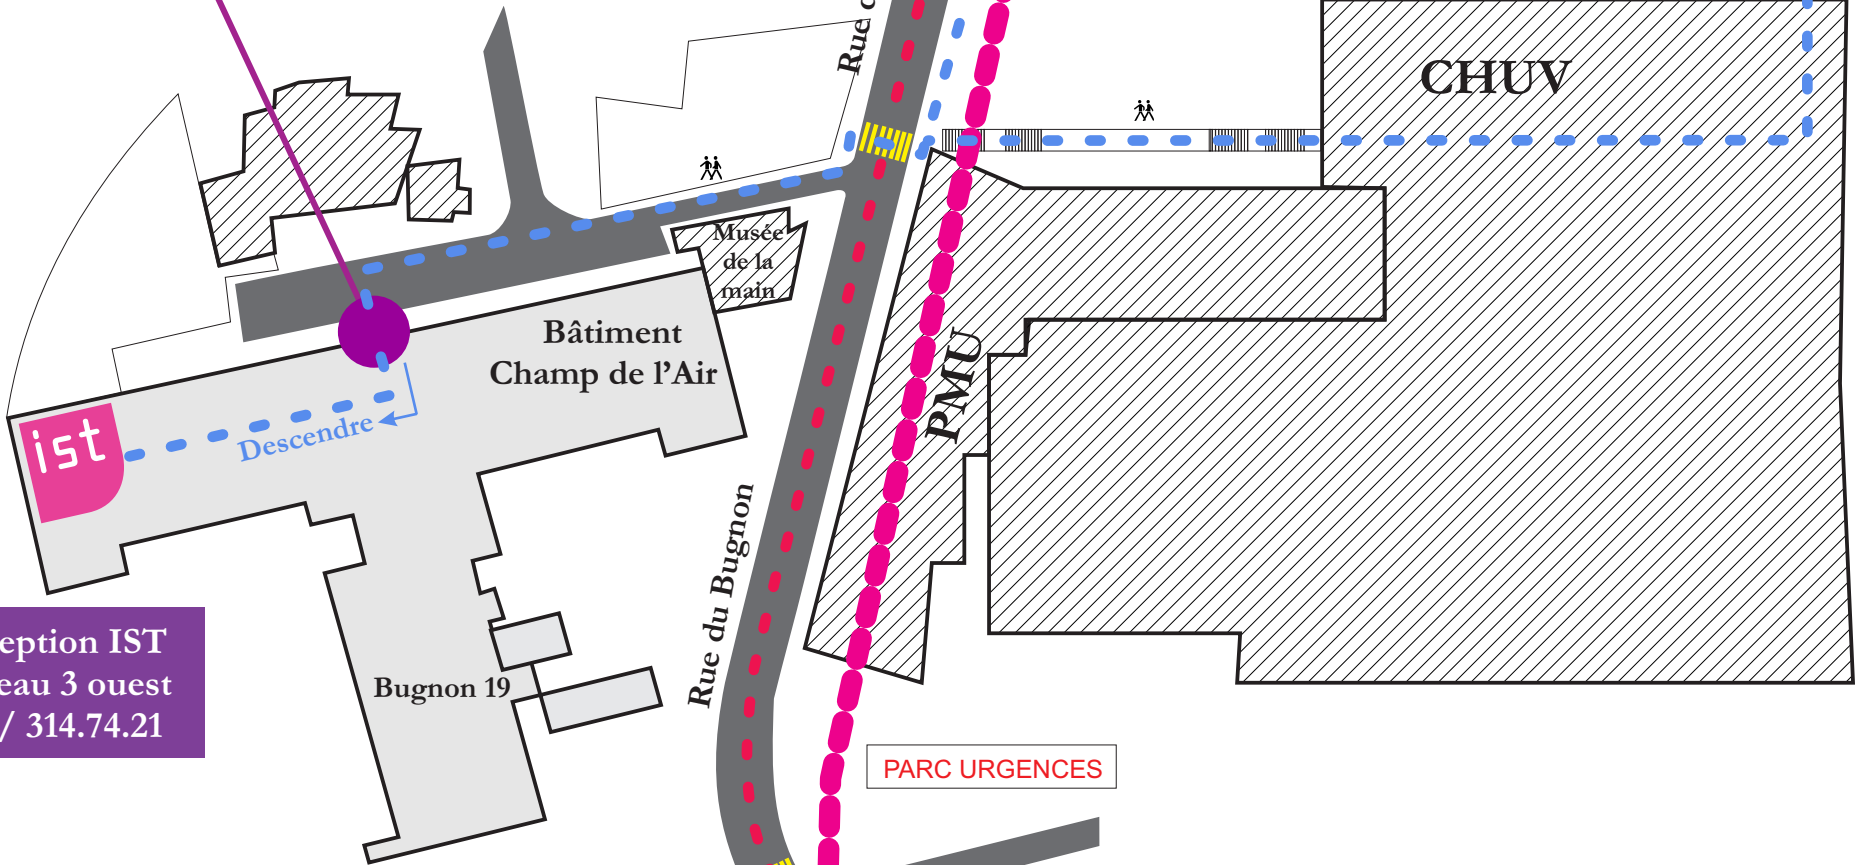 Rue
CHUV
Musée
de la
main
Bâtiment
Champ de l’Air
PMU
ist
Descendre
Rue du Bugnon
eption IST
eau 3 ouest
/ 314.74.21
Bugnon 19
PARC URGENCES